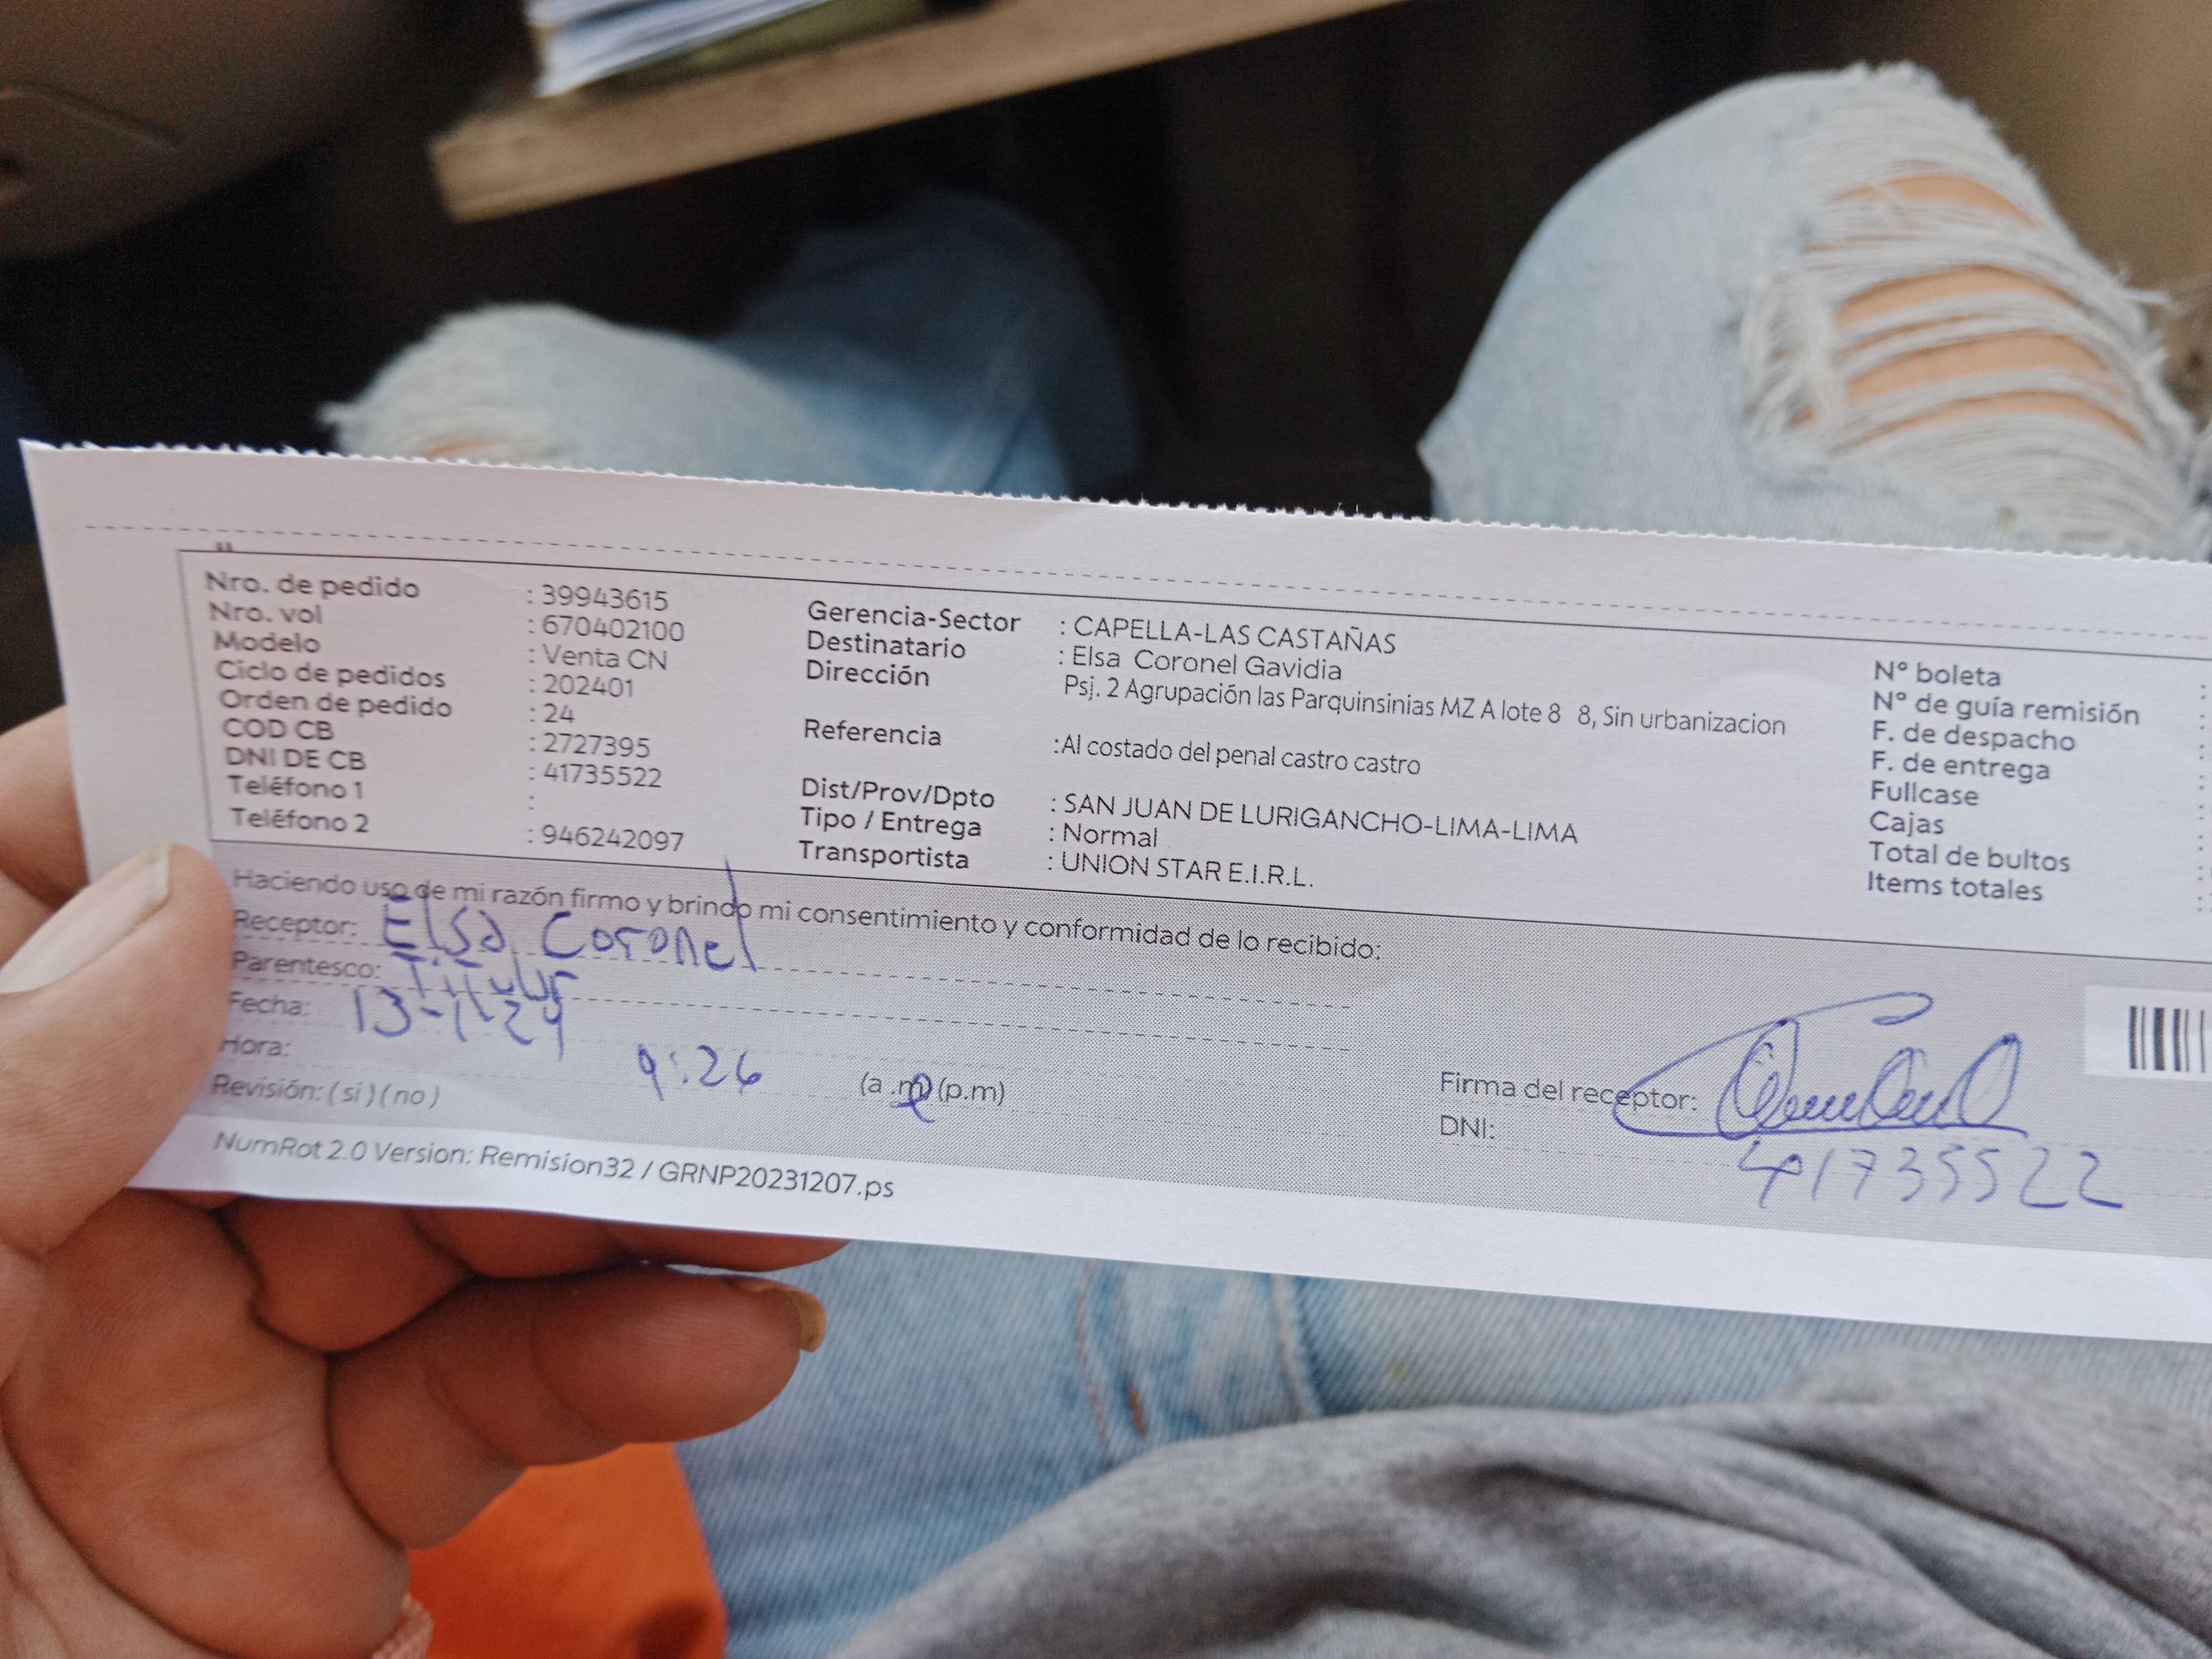 Nro. de pedido : 39943615
Nro. vol : 670402100
Modelo : Venta CN
Ciclo de pedidos : 202401
Orden de pedido : 24
COD CB : 2727395
DNI DE CB : 41735522
Teléfono 1 :
Teléfono 2 : 946242097
Gerencia-Sector : CAPELLA-LAS CASTAÑAS
Destinatario : Elsa Coronel Gavidia
Dirección Psj. 2 Agrupación las Parquinsinias MZ A lote 8 8, Sin urbanizacion
Referencia :Al costado del penal castro castro
Dist/Prov/Dpto : SAN JUAN DE LURIGANCHO-LIMA-LIMA
Tipo / Entrega : Normal
Transportista : UNION STAR E.I.R.L.
N° boleta :
N° de guía remisión :
F. de despacho :
F. de entrega :
Fullcase :
Cajas :
Total de bultos :
Items totales :
Haciendo uso de mi razón firmo y brindo mi consentimiento y conformidad de lo recibido:
Receptor: Elsa Coronel
Parentesco: Titular
Fecha: 13-1-24
Hora: 9:26 (a .m) (p.m)
Revisión: ( si ) ( no )
Firma del receptor:
DNI: 41735522
NumRot 2.0 Version: Remision32 / GRNP20231207.ps